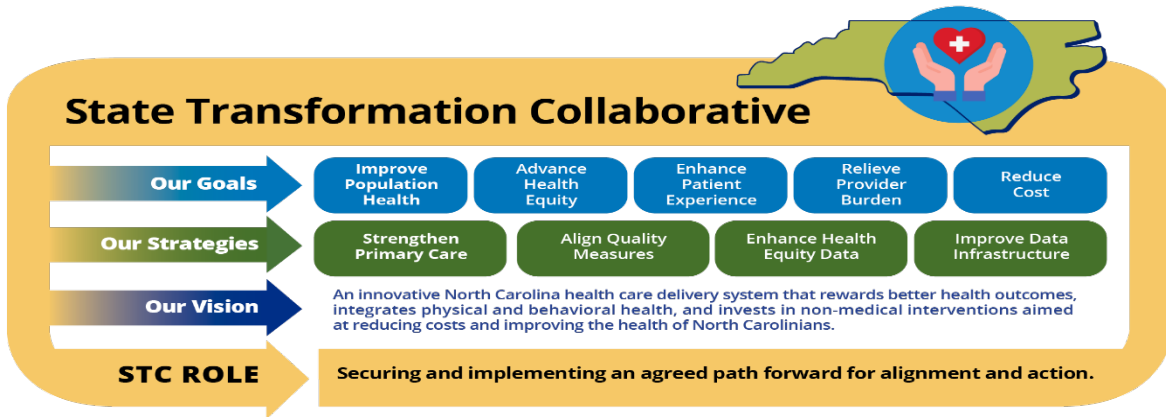 State Transformation Collaborative
Our Goals
Improve
Population
Health
Advance
Health
Equity
Enhance
Patient
Experience
Relieve
Provider
Burden
Reduce
Cost
Our Strategies
Strengthen
Primary Care
Align Quality
Measures
Enhance Health
Equity Data
Improve Data
Infrastructure
Our Vision
An innovative North Carolina health care delivery system that rewards better health outcomes,
integrates physical and behavioral health, and invests in non-medical interventions aimed
at reducing costs and improving the health of North Carolinians.
STC ROLE
Securing and implementing an agreed path forward for alignment and action.